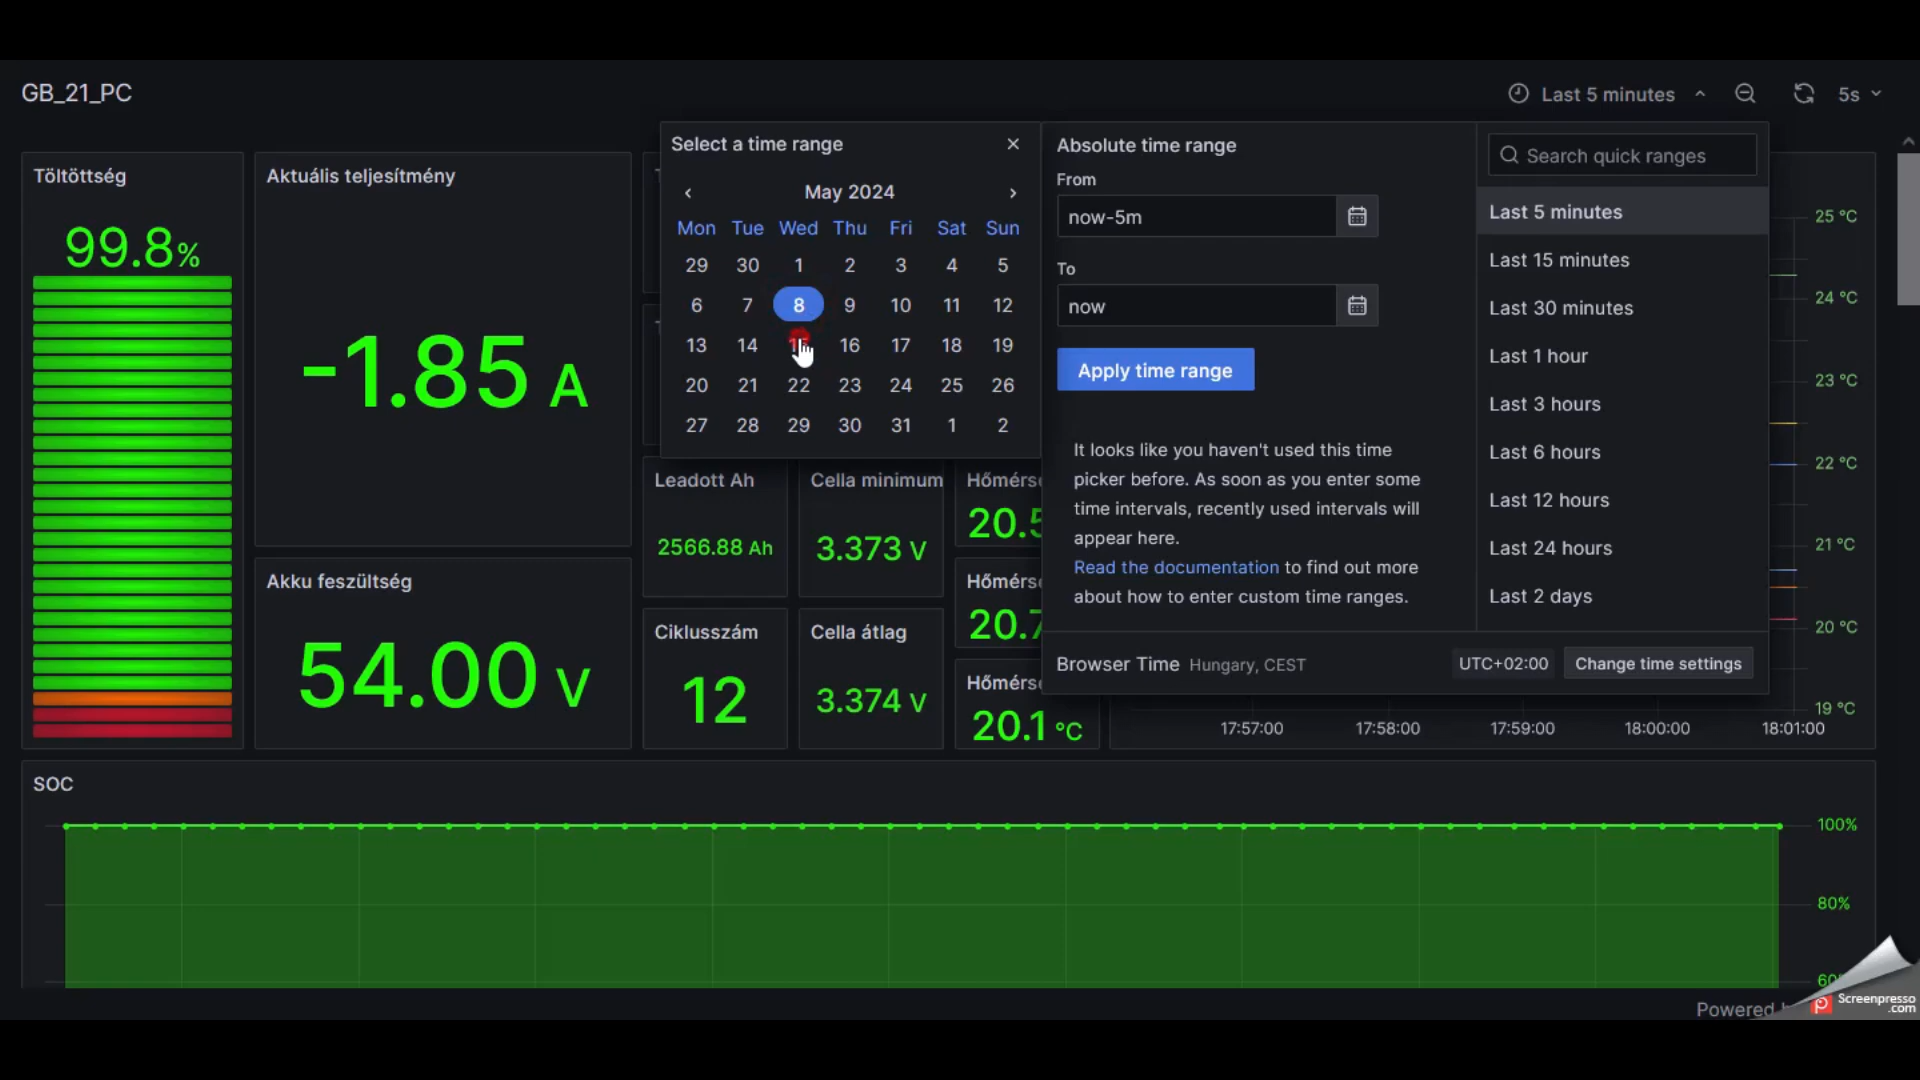 GB_21_PC
Last 5 minutes
5s
Töltöttség
99.8%
Aktuális teljesítmény
-1.85 A
Akku feszültség
54.00 V
Select a time range
May 2024
Mon Tue Wed Thu Fri Sat Sun
29 30 1 2 3 4 5
6 7 8 9 10 11 12
13 14 16 17 18 19
20 21 22 23 24 25 26
27 28 29 30 31 1 2
Absolute time range
From
now-5m
To
now
Apply time range
It looks like you haven't used this time
picker before. As soon as you enter some
time intervals, recently used intervals will
appear here.
Read the documentation to find out more
about how to enter custom time ranges.
Search quick ranges
Last 5 minutes
Last 15 minutes
Last 30 minutes
Last 1 hour
Last 3 hours
Last 6 hours
Last 12 hours
Last 24 hours
Last 2 days
Browser Time Hungary, CEST
UTC+02:00
Change time settings
Leadott Ah
2566.88 Ah
Cella minimum
3.373 V
Ciklusszám
12
Cella átlag
3.374 V
20.1 °C
25 °C
24 °C
23 °C
22 °C
21 °C
20 °C
19 °C
17:57:00 17:58:00 17:59:00 18:00:00 18:01:00
SOC
100%
80%
Powered
Screenpresso
.com